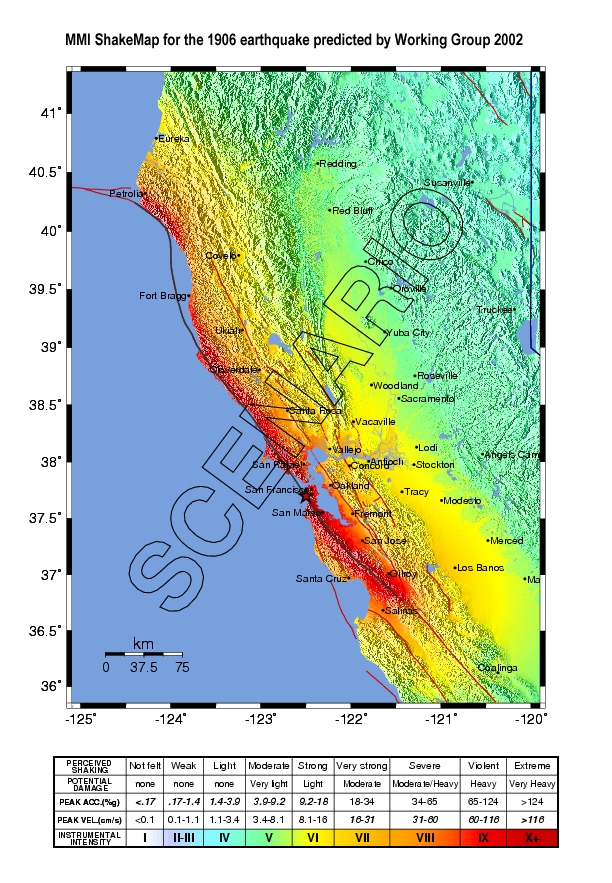 MMI ShakeMap for the 1906 earthquake predicted by Working Group 2002
41˚
40.5˚
40˚
39.5˚
39˚
38.5˚
38˚
37.5˚
37˚
36.5˚
36˚
Eureka
Redding
Susanville
Petrolia
Red Bluff
Covelo
Chico
Oroville
Fort Bragg
Truckee
Ukiah
Yuba City
Cloverdale
Roseville
Woodland
Sacramento
Santa Rosa
Vacaville
Vallejo
Lodi
Angels Cam
San Rafael
Concord
Antioch
Stockton
San Francisc
Oakland
Tracy
Modesto
San Mateo
Fremont
San Jose
Merced
Santa Cruz
Gilroy
Los Banos
Ma
Salinas
Coalinga
SCENARIO
km
0 37.5 75
-125˚ -124˚ -123˚ -122˚ -121˚ -120˚
PERCEIVED SHAKING Not felt Weak Light Moderate Strong Very strong Severe Violent Extreme
POTENTIAL DAMAGE none none none Very light Light Moderate Moderate/Heavy Heavy Very Heavy
PEAK ACC.(%g) <.17 .17-1.4 1.4-3.9 3.9-9.2 9.2-18 18-34 34-65 65-124 >124
PEAK VEL.(cm/s) <0.1 0.1-1.1 1.1-3.4 3.4-8.1 8.1-16 16-31 31-60 60-116 >116
INSTRUMENTAL INTENSITY I II-III IV V VI VII VIII IX X+